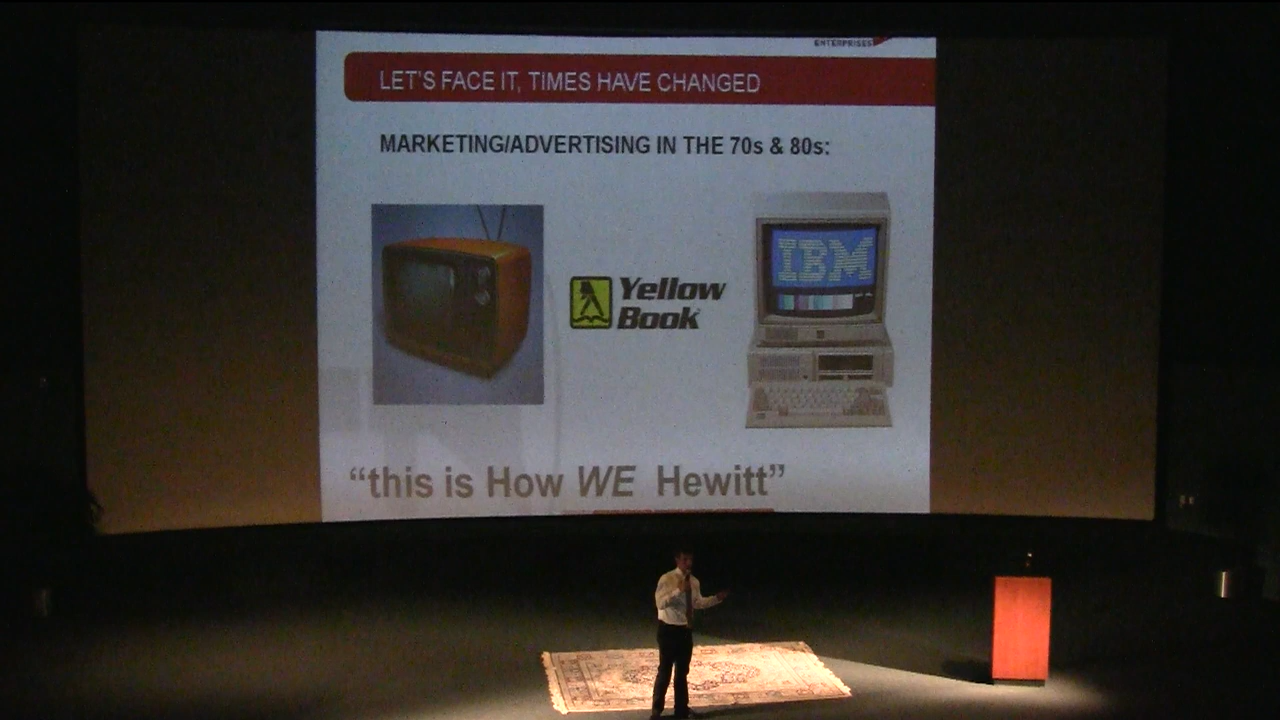 ENTERPRISES
LET'S FACE IT, TIMES HAVE CHANGED
MARKETING/ADVERTISING IN THE 70s & 80s:
IBM
Yellow
Book
“this is How WE Hewitt”